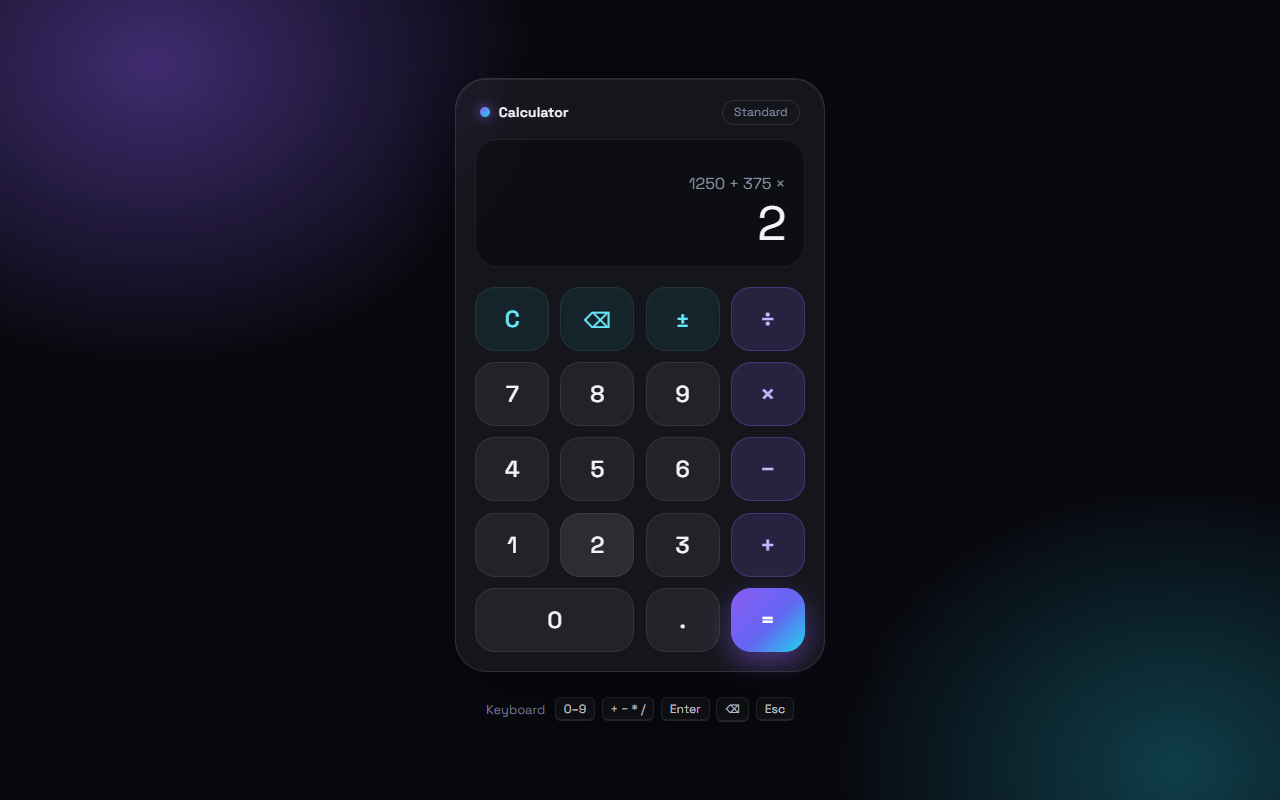 Calculator Standard
1250 + 375 ×
2
C ⌫ ± ÷
7 8 9 ×
4 5 6 −
1 2 3 +
0 . =
Keyboard 0–9 + − * / Enter ⌫ Esc